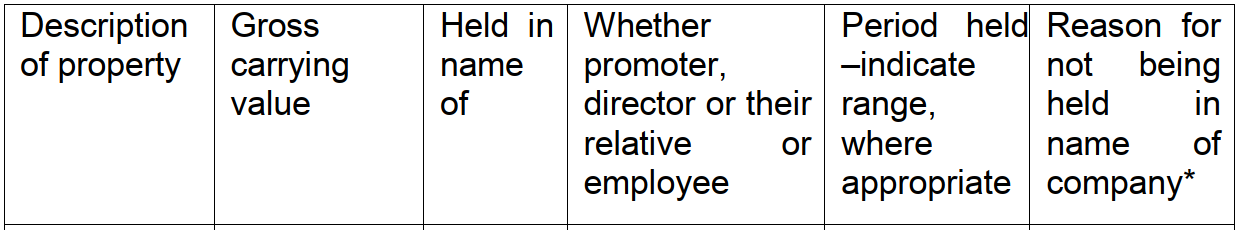 Description
of property
Gross
carrying
value
Held in
name
of
Whether
promoter,
director or their
relative or
employee
Period held
–indicate
range,
where
appropriate
Reason for
not being
held in
name of
company*